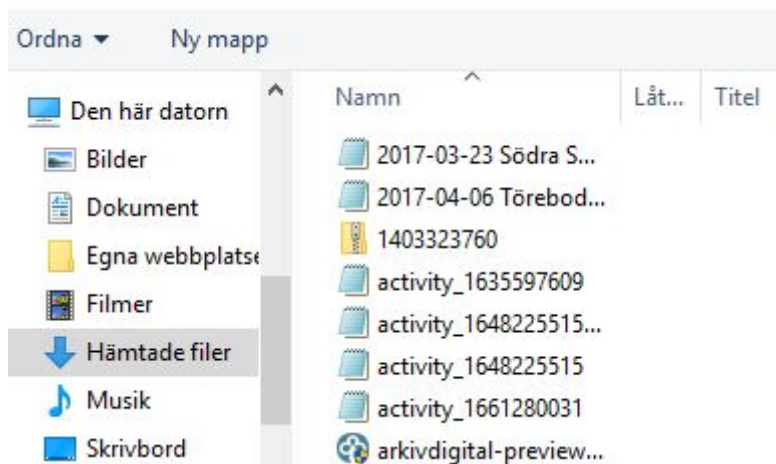 Ordna Ny mapp
Den här datorn
Bilder
Dokument
Egna webbplatse
Filmer
Hämtade filer
Musik
Skrivbord
Namn Låt... Titel
2017-03-23 Södra S...
2017-04-06 Törebod...
1403323760
activity_1635597609
activity_1648225515...
activity_1648225515
activity_1661280031
arkivdigital-preview...